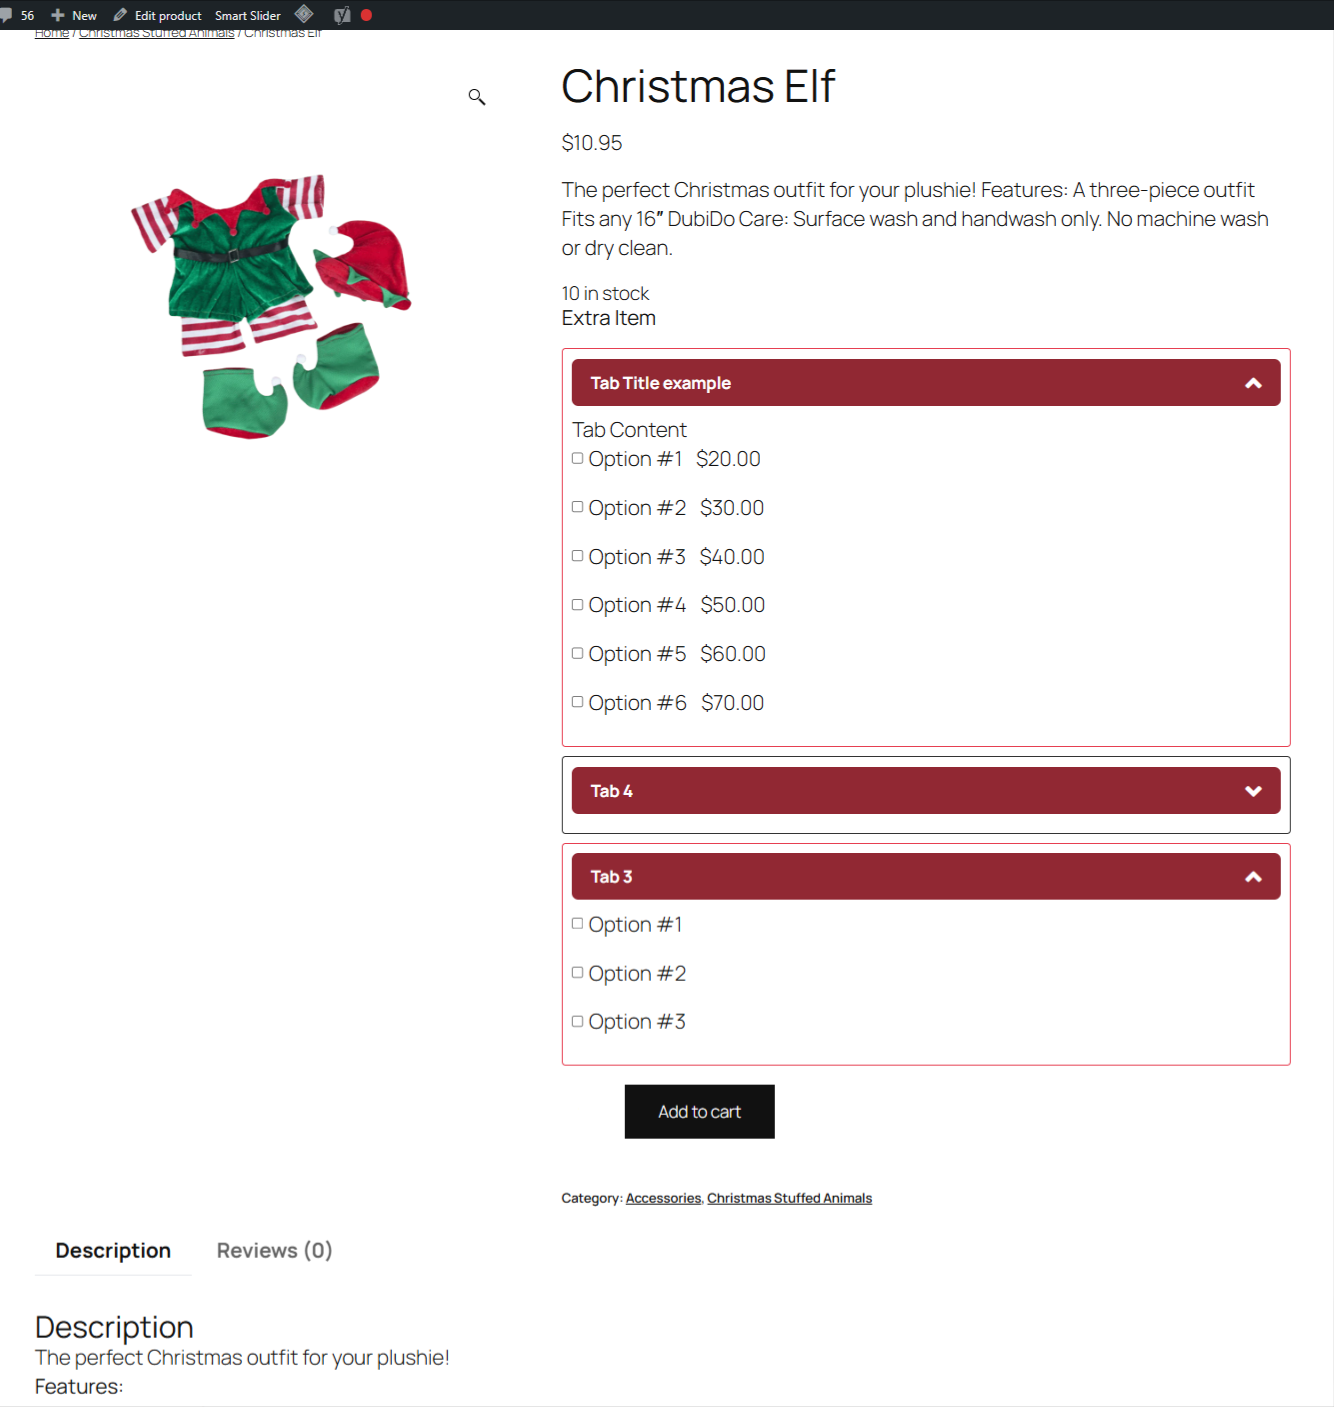 56 New Edit product Smart Slider
Home / Christmas Stuffed Animals / Christmas Elf
Christmas Elf
$10.95
The perfect Christmas outfit for your plushie! Features: A three-piece outfit
Fits any 16″ DubiDo Care: Surface wash and handwash only. No machine wash
or dry clean.
10 in stock
Extra Item
Tab Title example
Tab Content
Option #1 $20.00
Option #2 $30.00
Option #3 $40.00
Option #4 $50.00
Option #5 $60.00
Option #6 $70.00
Tab 4
Tab 3
Option #1
Option #2
Option #3
Add to cart
Category: Accessories, Christmas Stuffed Animals
Description Reviews (0)
Description
The perfect Christmas outfit for your plushie!
Features: